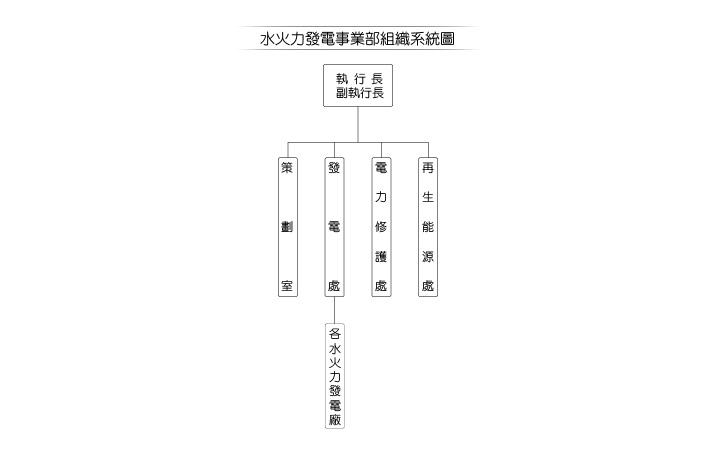 水火力發電事業部組織系統圖
執行長
副執行長
策劃室
發電處
電力修護處
再生能源處
各水火力發電廠